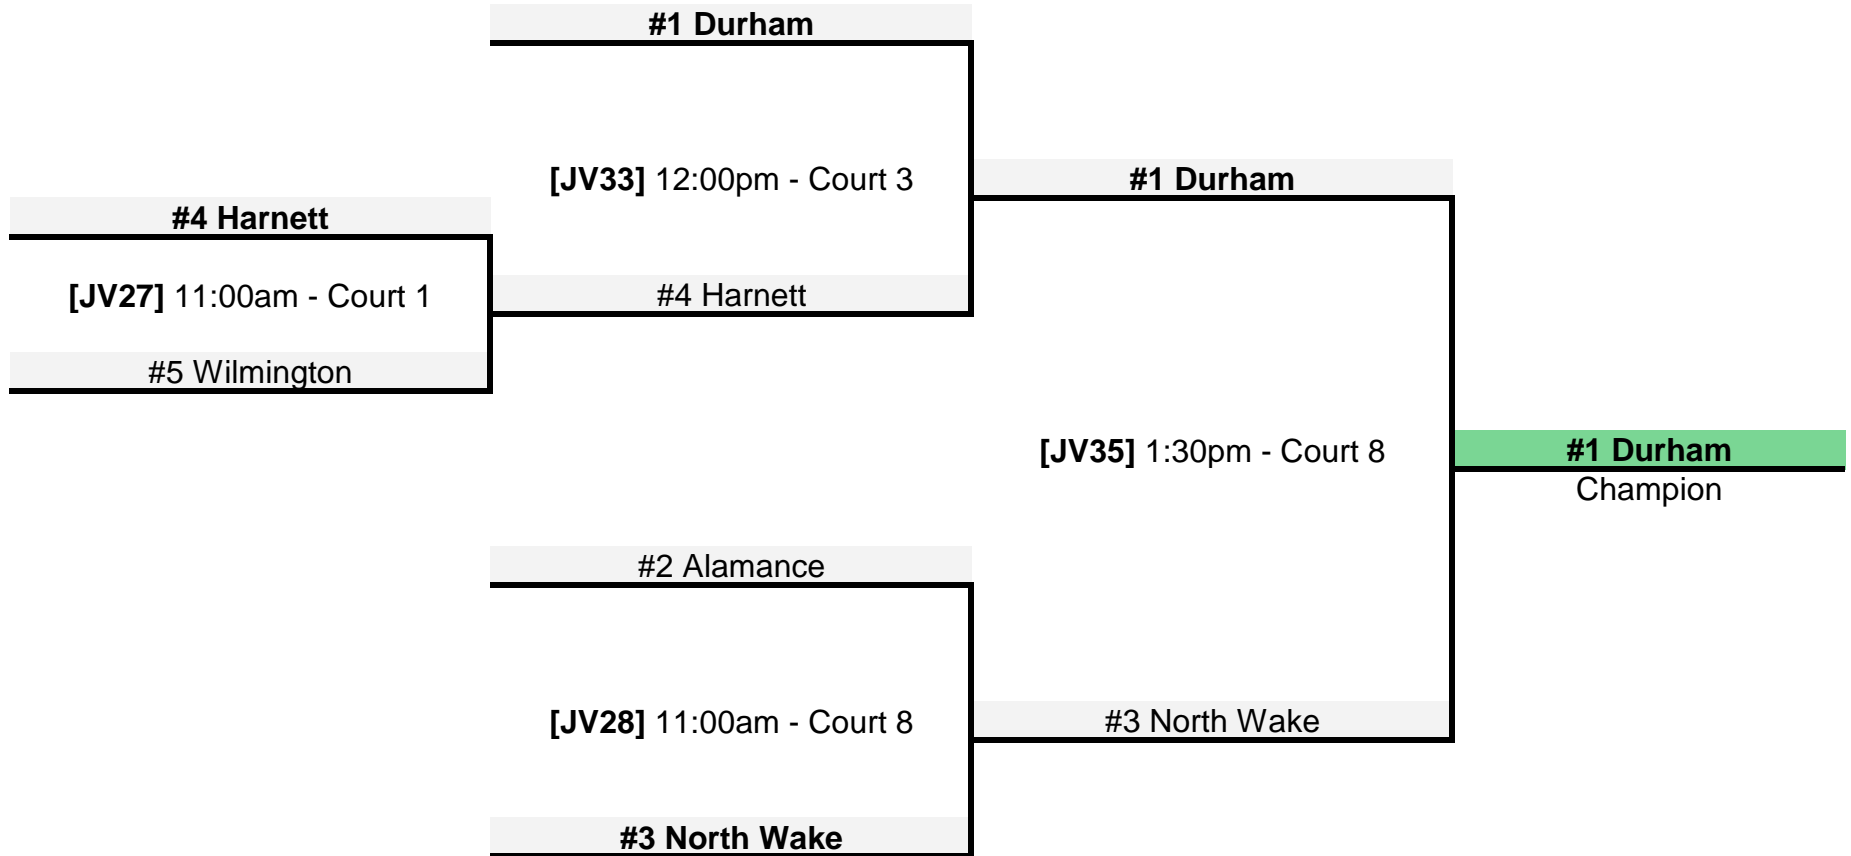 #1 Durham
[JV33] 12:00pm - Court 3
#1 Durham
#4 Harnett
[JV27] 11:00am - Court 1
#4 Harnett
#5 Wilmington
[JV35] 1:30pm - Court 8
#1 Durham
Champion
#2 Alamance
[JV28] 11:00am - Court 8
#3 North Wake
#3 North Wake